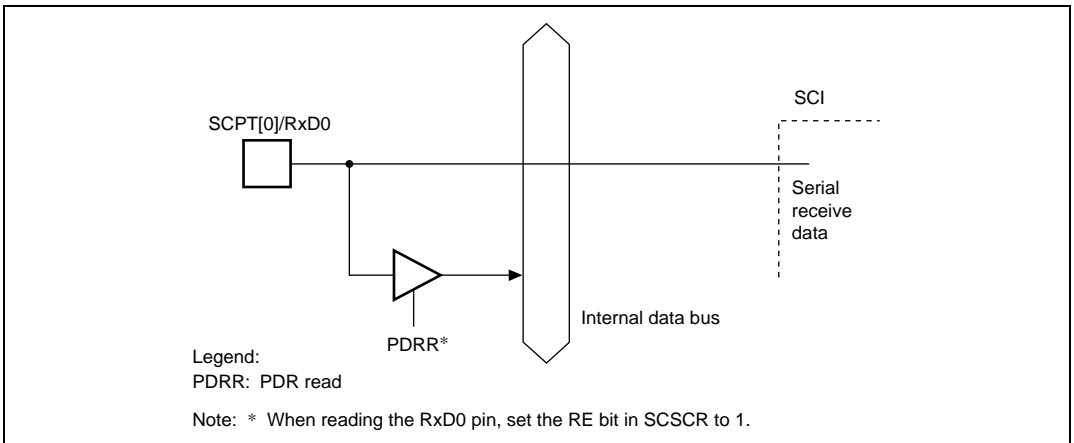 SCPT[0]/RxD0
SCI
Serial
receive
data
Internal data bus
PDRR*
Legend:
PDRR: PDR read
Note: * When reading the RxD0 pin, set the RE bit in SCSCR to 1.